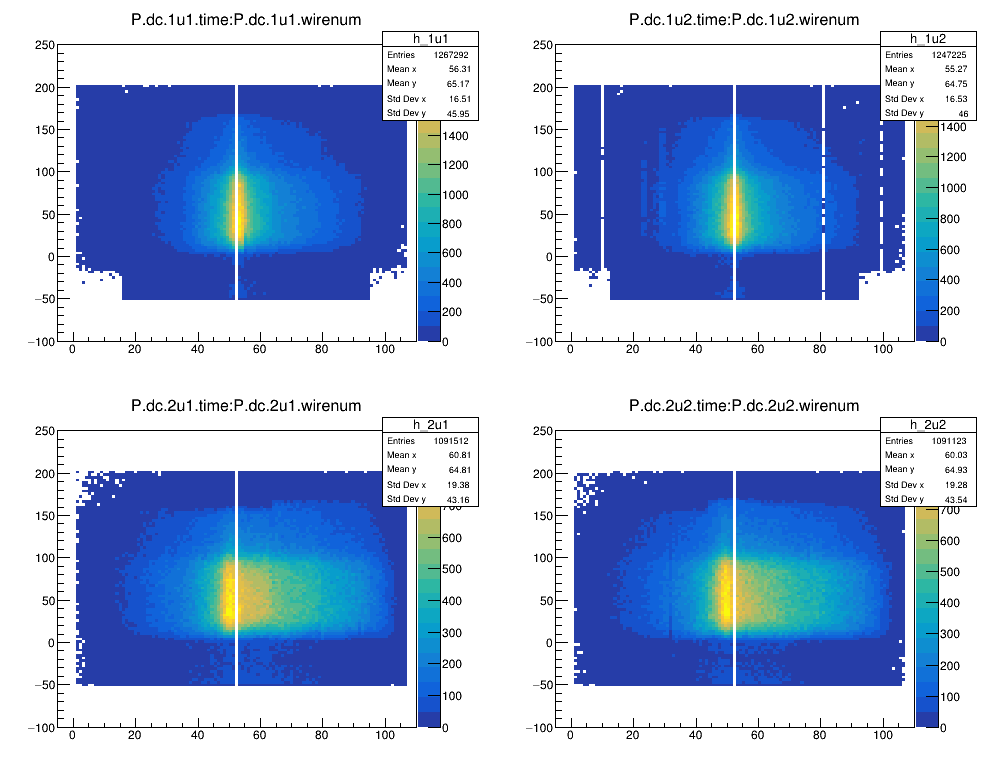 P.dc.1u1.time:P.dc.1u1.wirenum
h_1u1
Entries 1267292
Mean x 56.31
Mean y 65.17
Std Dev x 16.51
Std Dev y 45.95
250
200
150
100
50
0
−50
−100
0 20 40 60 80 100
1400
1200
1000
800
600
400
200
0
P.dc.1u2.time:P.dc.1u2.wirenum
h_1u2
Entries 1247225
Mean x 55.27
Mean y 64.75
Std Dev x 16.53
Std Dev y 46
250
200
150
100
50
0
−50
−100
0 20 40 60 80 100
1400
1200
1000
800
600
400
200
0
P.dc.2u1.time:P.dc.2u1.wirenum
h_2u1
Entries 1091512
Mean x 60.81
Mean y 64.81
Std Dev x 19.38
Std Dev y 43.16
250
200
150
100
50
0
−50
−100
0 20 40 60 80 100
700
600
500
400
300
200
100
0
P.dc.2u2.time:P.dc.2u2.wirenum
h_2u2
Entries 1091123
Mean x 60.03
Mean y 64.93
Std Dev x 19.28
Std Dev y 43.54
250
200
150
100
50
0
−50
−100
0 20 40 60 80 100
700
600
500
400
300
200
100
0